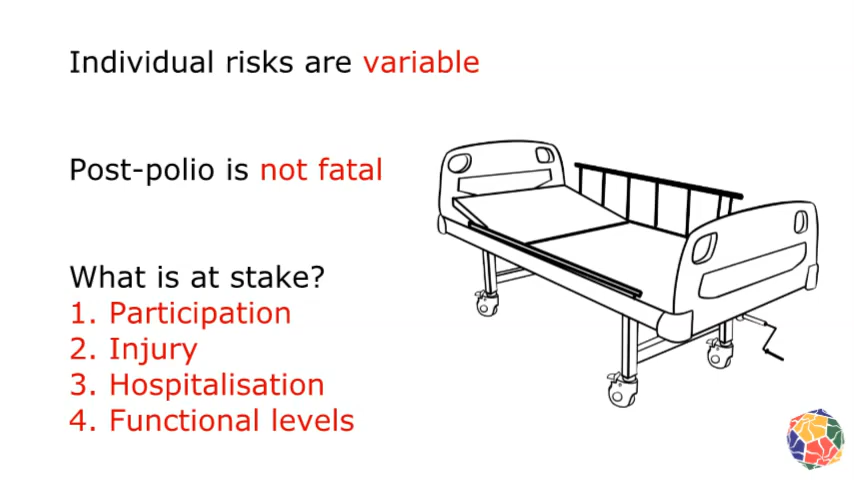 Individual risks are variable
Post-polio is not fatal
What is at stake?
1. Participation
2. Injury
3. Hospitalisation
4. Functional levels